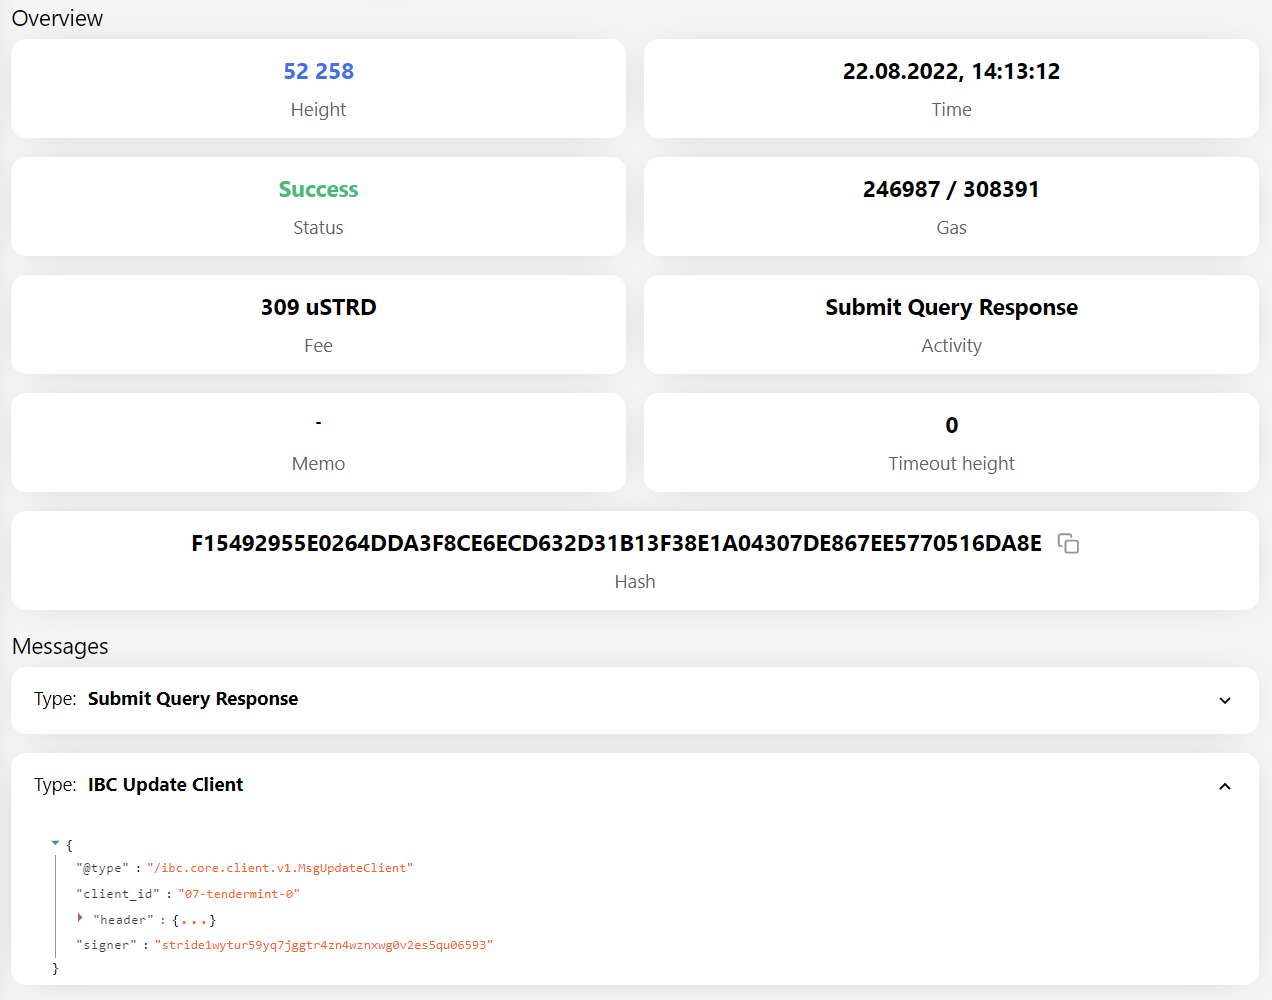 Overview
52 258
Height
22.08.2022, 14:13:12
Time
Success
Status
246987 / 308391
Gas
309 uSTRD
Fee
Submit Query Response
Activity
-
Memo
0
Timeout height
F15492955E0264DDA3F8CE6ECD632D31B13F38E1A04307DE867EE5770516DA8E
Hash
Messages
Type: Submit Query Response
Type: IBC Update Client
{
"@type" : "/ibc.core.client.v1.MsgUpdateClient"
"client_id" : "07-tendermint-0"
"header" : {...}
"signer" : "stride1wytur59yq7jggtr4zn4wznxwg0v2es5qu06593"
}